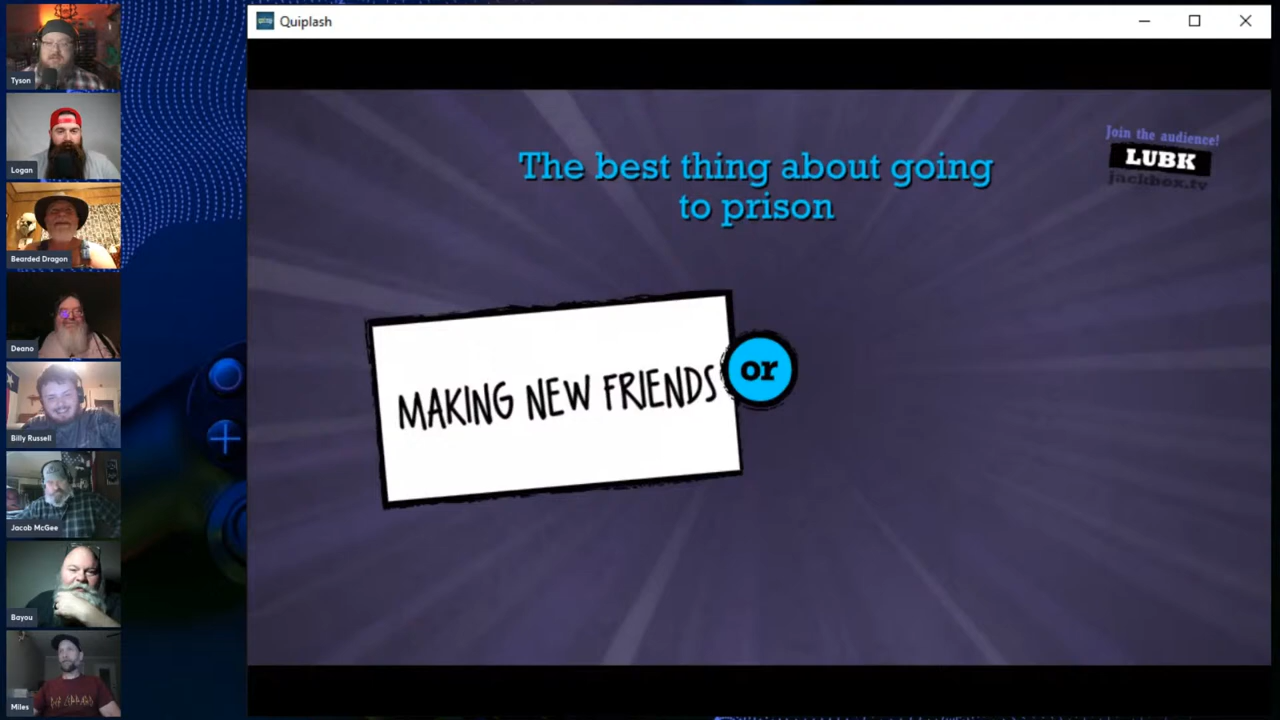 Quiplash
The best thing about going
to prison
Join the audience!
LUBK
jackbox.tv
MAKING NEW FRIENDS
or
Tyson
Logan
Bearded Dragon
Deano
Billy Russell
Jacob McGee
Bayou
Miles